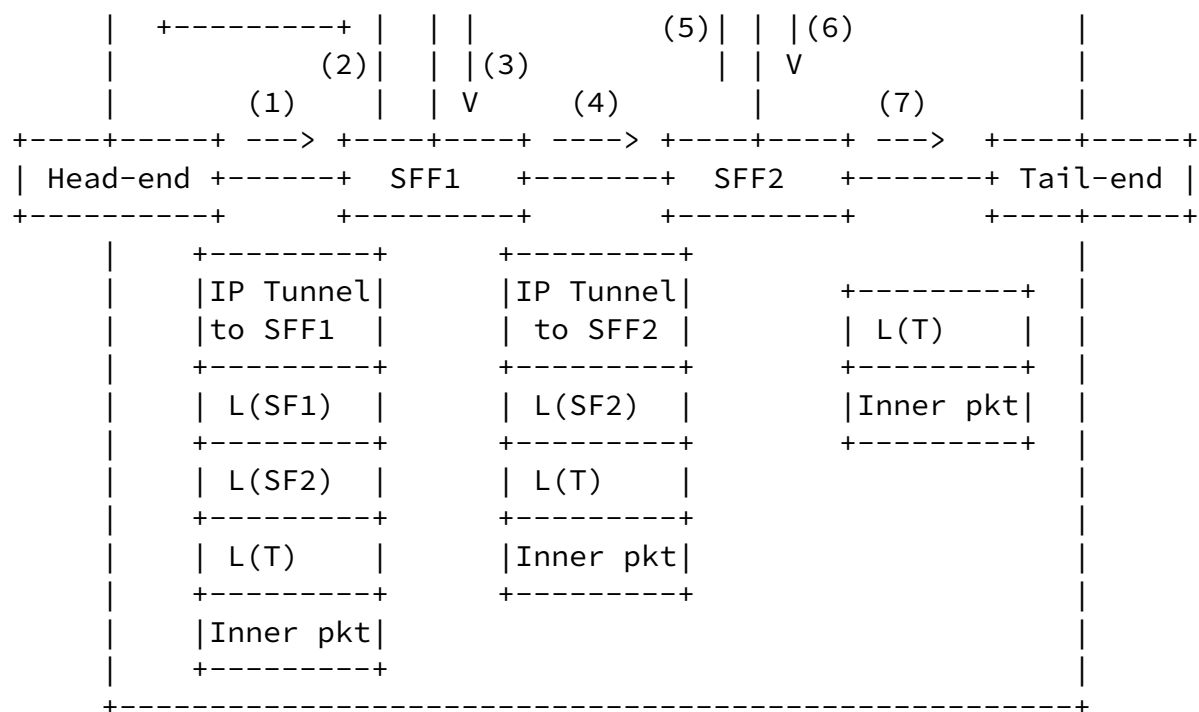 |  +---------+ |  | |          (5)| | |(6)             |
|           (2)|  | |(3)          | | V                |
|       (1)    |  | V    (4)        |      (7)         |
+----+-----+ ---> +----+----+ ----> +----+----+ --->  +----+-----+
| Head-end +------+  SFF1   +-------+  SFF2   +-------+ Tail-end |
+----------+      +---------+       +---------+       +----+-----+
|    +---------+      +---------+                     |
|    |IP Tunnel|      |IP Tunnel|        +---------+  |
|    |to SFF1  |      | to SFF2 |        | L(T)    |  |
|    +---------+      +---------+        +---------+  |
|    | L(SF1)  |      | L(SF2)  |        |Inner pkt|  |
|    +---------+      +---------+        +---------+  |
|    | L(SF2)  |      | L(T)    |                     |
|    +---------+      +---------+                     |
|    | L(T)    |      |Inner pkt|                     |
|    +---------+      +---------+                     |
|    |Inner pkt|                                      |
|    +---------+                                      |
+-----------------------------------------------------+